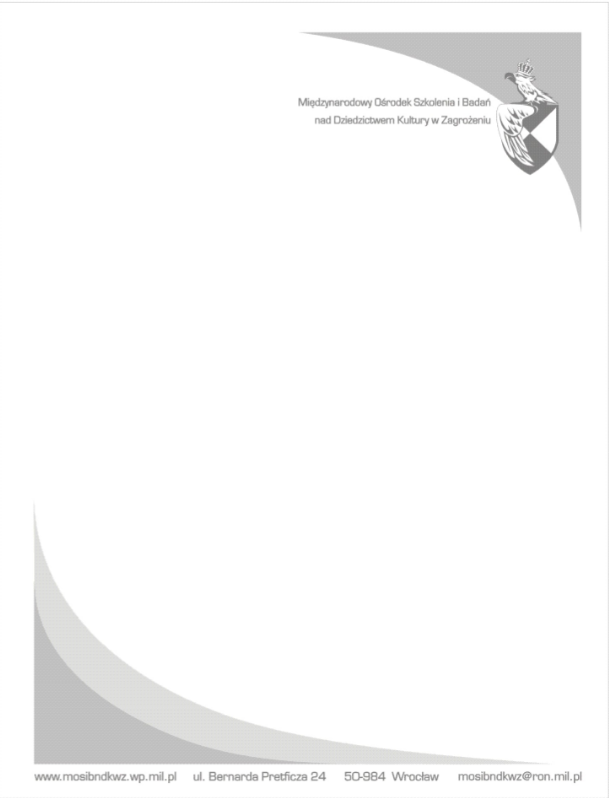 Międzynarodowy Ośrodek Szkolenia i Badań
nad Dziedzictwem Kultury w Zagrożeniu
www.mosibndkwz.wp.mil.pl ul. Bernarda Pretficza 24 50-984 Wrocław mosibndkwz@ron.mil.pl